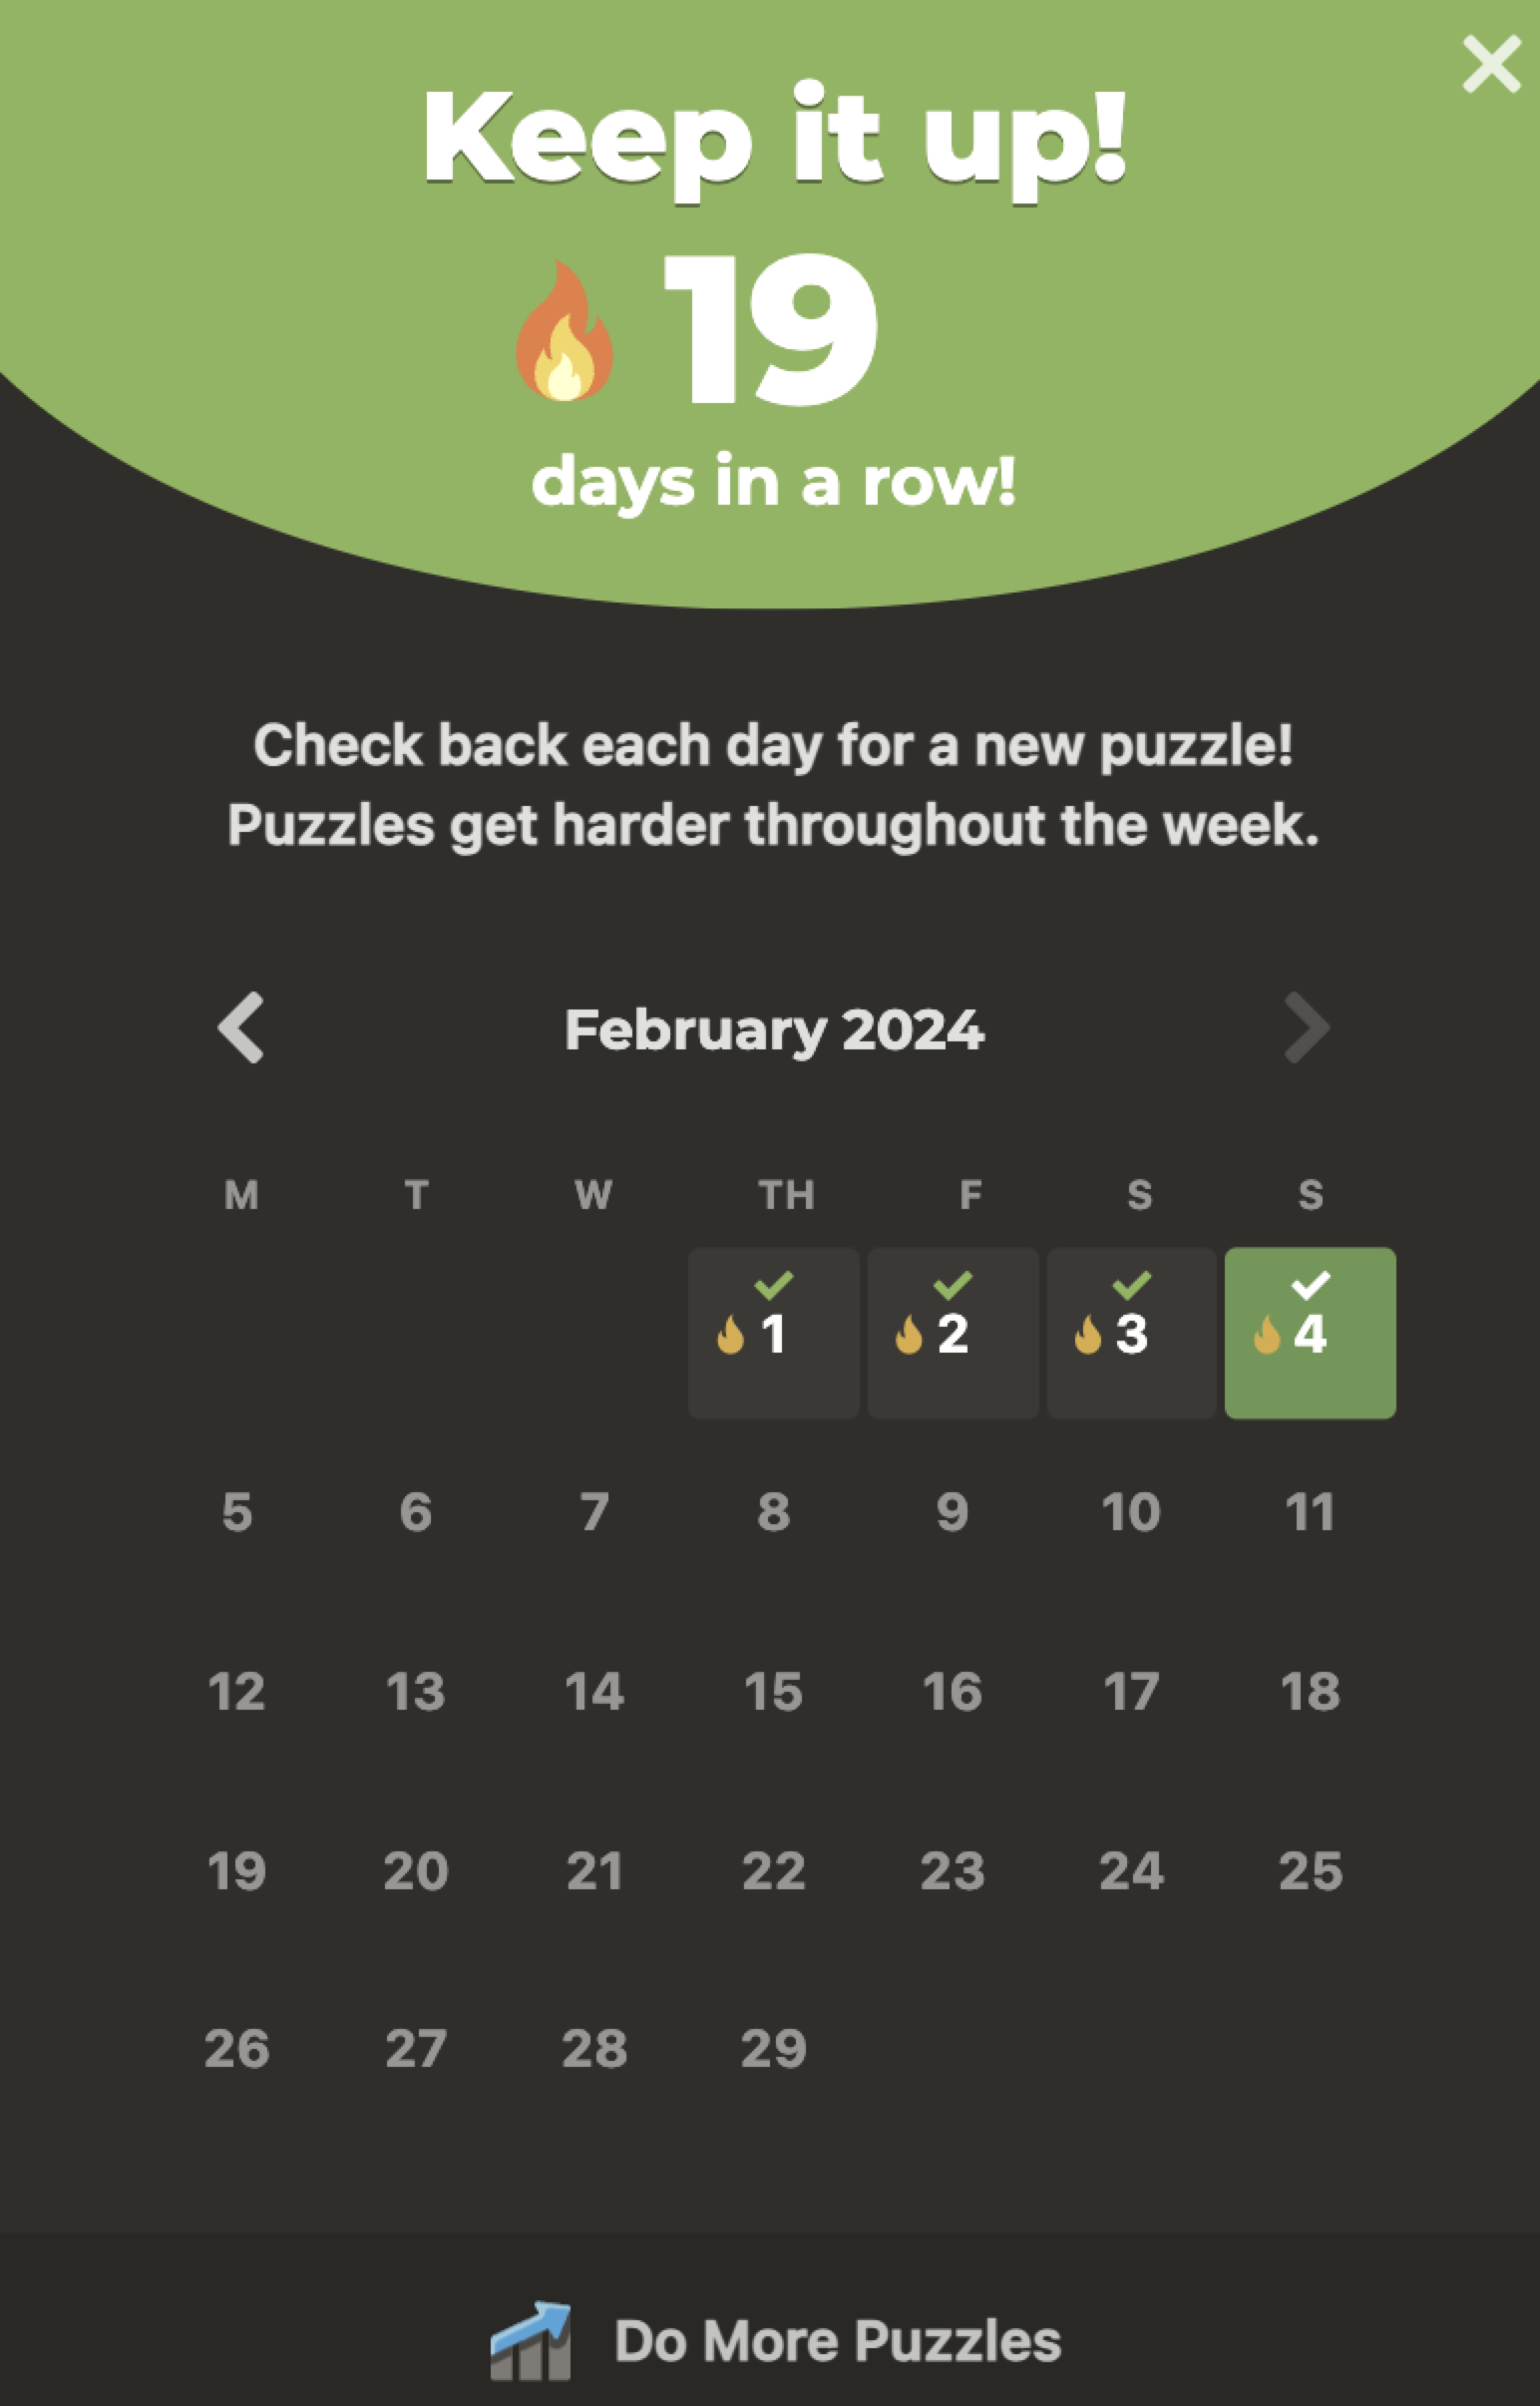 Keep it up!
19
days in a row!
Check back each day for a new puzzle!
Puzzles get harder throughout the week.
February 2024
M T W TH F S S
1 2 3 4
5 6 7 8 9 10 11
12 13 14 15 16 17 18
19 20 21 22 23 24 25
26 27 28 29
Do More Puzzles